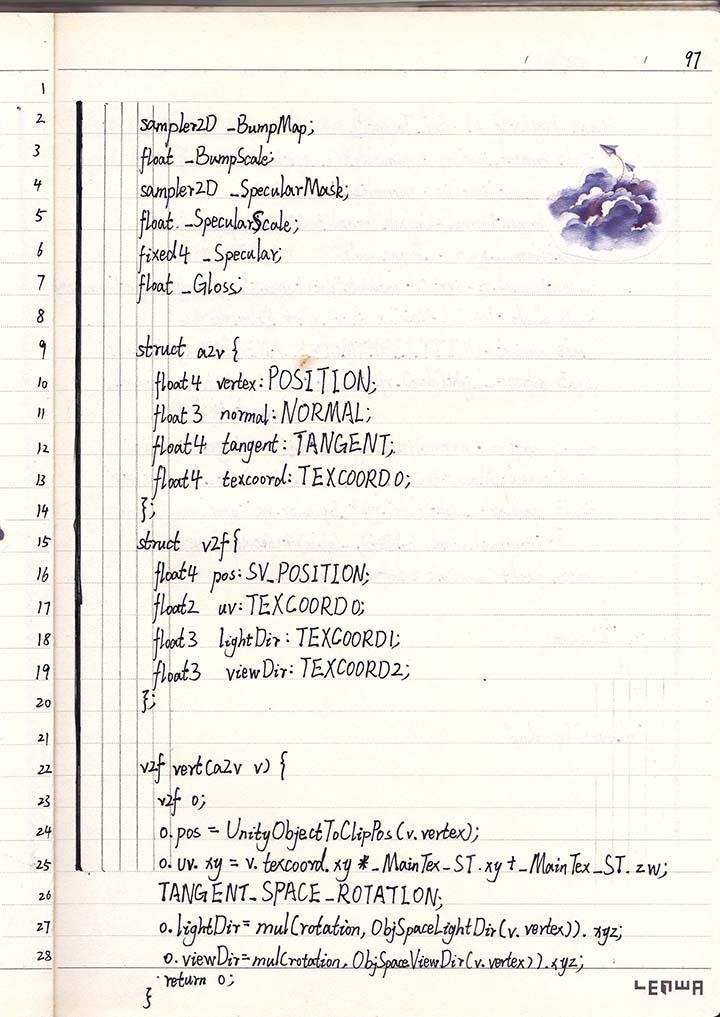 97
1
2 sampler2D _BumpMap;
3 float _BumpScale;
4 sampler2D _SpecularMask;
5 float _SpecularScale;
6 fixed4 _Specular;
7 float _Gloss;
8
9 struct a2v {
10 float4 vertex: POSITION;
11 float3 normal: NORMAL;
12 float4 tangent: TANGENT;
13 float4 texcoord: TEXCOORD0;
14 };
15 struct v2f {
16 float4 pos: SV_POSITION;
17 float2 uv: TEXCOORD0;
18 float3 lightDir: TEXCOORD1;
19 float3 viewDir: TEXCOORD2;
20 };
21
22 v2f vert(a2v v) {
23 v2f o;
24 o.pos = UnityObjectToClipPos(v.vertex);
25 o.uv.xy = v.texcoord.xy * _MainTex_ST.xy + _MainTex_ST.zw;
26 TANGENT_SPACE_ROTATION;
27 o.lightDir = mul(rotation, ObjSpaceLightDir(v.vertex)).xyz;
28 o.viewDir = mul(rotation, ObjSpaceViewDir(v.vertex)).xyz;
return o;
}
LENWA